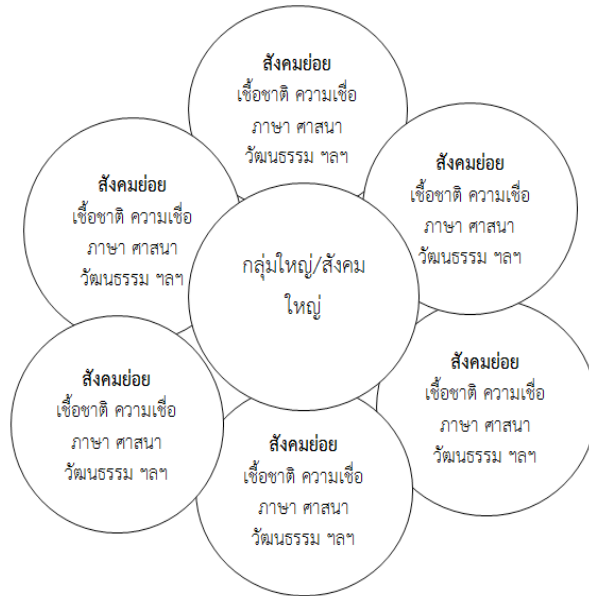 สังคมย่อย
เชื้อชาติ ความเชื่อ
ภาษา ศาสนา
วัฒนธรรม ฯลฯ
สังคมย่อย
เชื้อชาติ ความเชื่อ
ภาษา ศาสนา
วัฒนธรรม ฯลฯ
สังคมย่อย
เชื้อชาติ ความเชื่อ
ภาษา ศาสนา
วัฒนธรรม ฯลฯ
กลุ่มใหญ่/สังคม
ใหญ่
สังคมย่อย
เชื้อชาติ ความเชื่อ
ภาษา ศาสนา
วัฒนธรรม ฯลฯ
สังคมย่อย
เชื้อชาติ ความเชื่อ
ภาษา ศาสนา
วัฒนธรรม ฯลฯ
สังคมย่อย
เชื้อชาติ ความเชื่อ
ภาษา ศาสนา
วัฒนธรรม ฯลฯ